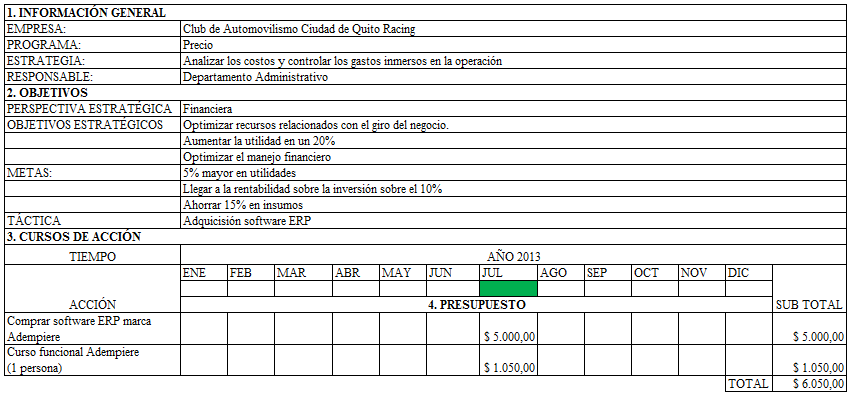 1. INFORMACIÓN GENERAL
EMPRESA: Club de Automovilismo Ciudad de Quito Racing
PROGRAMA: Precio
ESTRATEGIA: Analizar los costos y controlar los gastos inmersos en la operación
RESPONSABLE: Departamento Administrativo
2. OBJETIVOS
PERSPECTIVA ESTRATÉGICA Financiera
OBJETIVOS ESTRATÉGICOS Optimizar recursos relacionados con el giro del negocio.
Aumentar la utilidad en un 20%
Optimizar el manejo financiero
METAS: 5% mayor en utilidades
Llegar a la rentabilidad sobre la inversión sobre el 10%
Ahorrar 15% en insumos
TÁCTICA Adquicisión software ERP
3. CURSOS DE ACCIÓN
TIEMPO AÑO 2013
ENE FEB MAR ABR MAY JUN JUL AGO SEP OCT NOV DIC
ACCIÓN 4. PRESUPUESTO SUB TOTAL
Comprar software ERP marca
Adempiere $ 5.000,00 $ 5.000,00
Curso funcional Adempiere
(1 persona) $ 1.050,00 $ 1.050,00
TOTAL $ 6.050,00